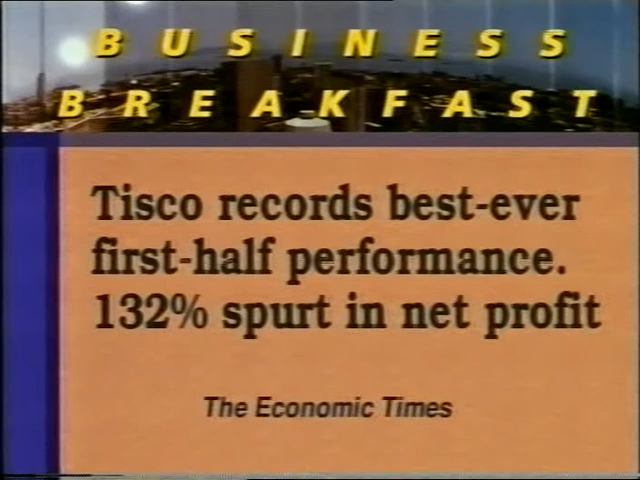 BUSINESS
BREAKFAST
Tisco records best-ever
first-half performance.
132% spurt in net profit
The Economic Times